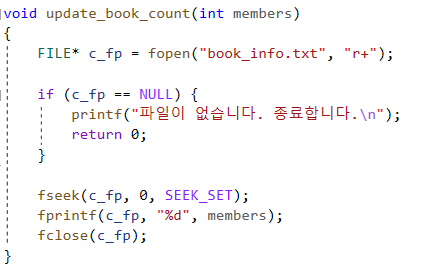 void update_book_count(int members)
{
    FILE* c_fp = fopen("book_info.txt", "r+");

    if (c_fp == NULL) {
        printf("파일이 없습니다. 종료합니다.\n");
        return 0;
    }

    fseek(c_fp, 0, SEEK_SET);
    fprintf(c_fp, "%d", members);
    fclose(c_fp);
}